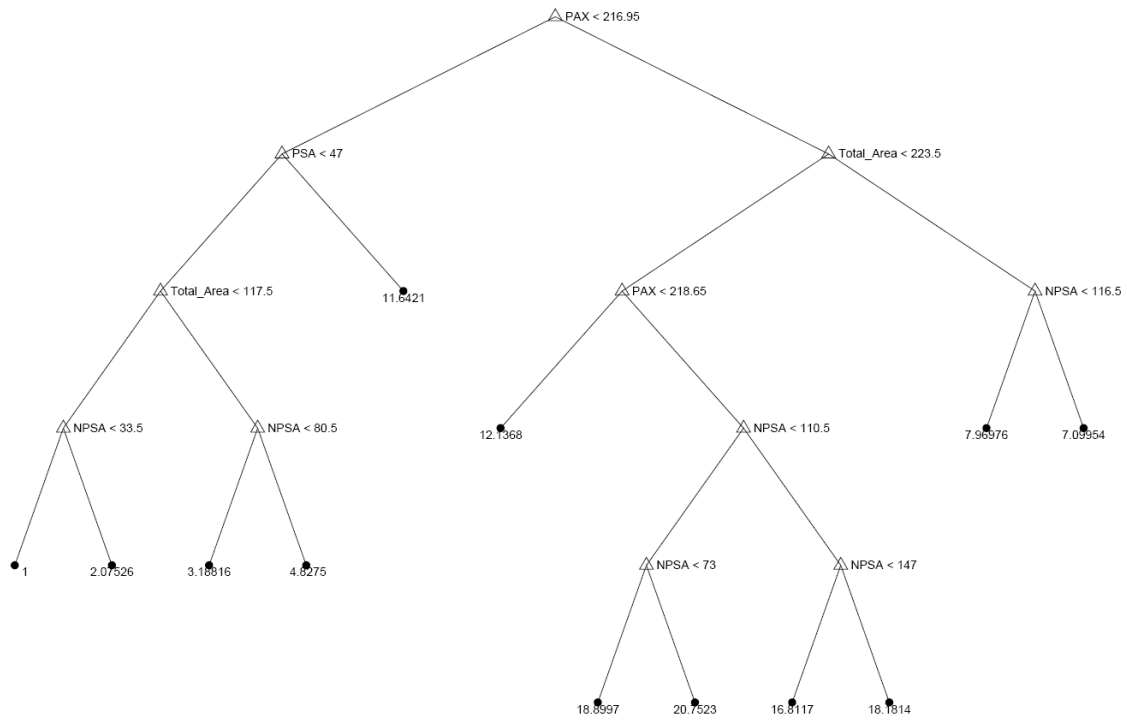 PAX < 216.95
PSA < 47
Total_Area < 223.5
Total_Area < 117.5
11.6421
PAX < 218.65
NPSA < 116.5
NPSA < 33.5
NPSA < 80.5
12.1368
NPSA < 110.5
7.96976
7.09954
1
2.07526
3.18816
4.8275
NPSA < 73
NPSA < 147
18.8997
20.7523
16.8117
18.1814